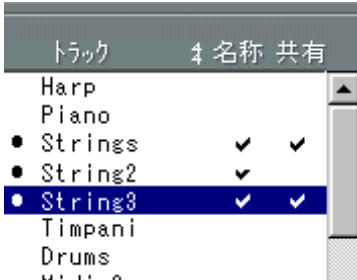 トラック 名称 共有
Harp
Piano
● Strings ✔ ✔
● String2 ✔
● String3 ✔ ✔
Timpani
Drums